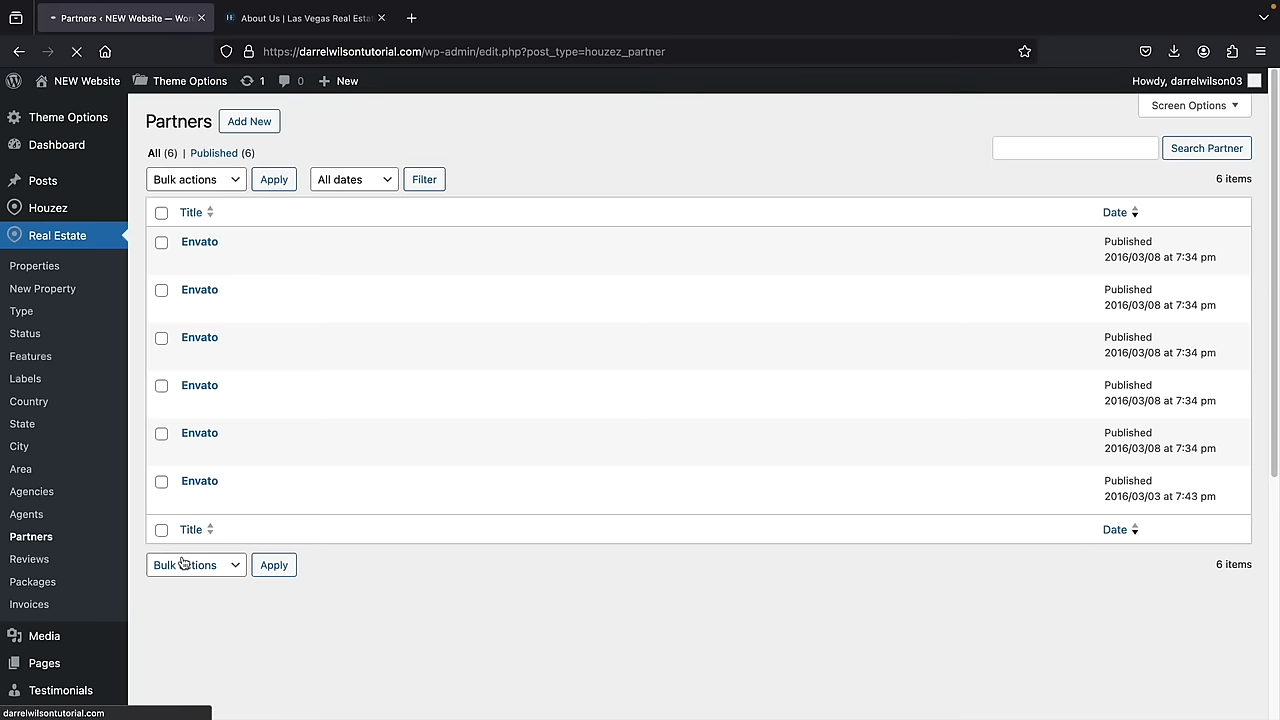 Partners ‹ NEW Website — Wor
About Us | Las Vegas Real Estat
https://darrelwilsontutorial.com/wp-admin/edit.php?post_type=houzez_partner
NEW Website
Theme Options
1
0
New
Howdy, darrelwilson03
Theme Options
Dashboard
Posts
Houzez
Real Estate
Properties
New Property
Type
Status
Features
Labels
Country
State
City
Area
Agencies
Agents
Partners
Reviews
Packages
Invoices
Media
Pages
Testimonials
darrelwilsontutorial.com
Screen Options
Partners
Add New
All (6) | Published (6)
Search Partner
Bulk actions
Apply
All dates
Filter
6 items
Title
Date
Envato
Published
2016/03/08 at 7:34 pm
Envato
Published
2016/03/08 at 7:34 pm
Envato
Published
2016/03/08 at 7:34 pm
Envato
Published
2016/03/08 at 7:34 pm
Envato
Published
2016/03/08 at 7:34 pm
Envato
Published
2016/03/03 at 7:43 pm
Title
Date
Bulk actions
Apply
6 items